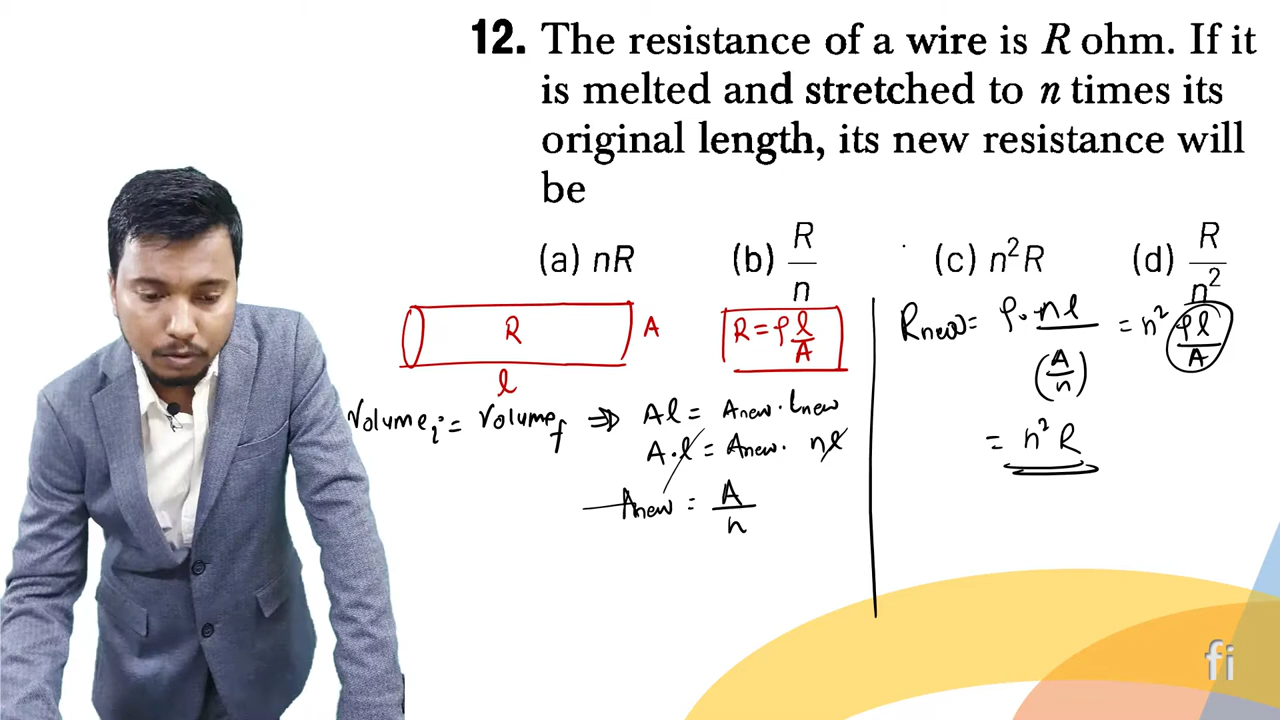 12. The resistance of a wire is R ohm. If it
is melted and stretched to n times its
original length, its new resistance will
be
(a) nR (b) R/n (c) n²R (d) R/n²
R A
l
R = ρ l/A
Volumeᵢ = Volume_f ⇒ Al = Anew · lnew
A·l = Anew · nl
Anew = A/n
Rnew = ρ · nl/(A/n) = n² (ρl/A)
= n² R
fi